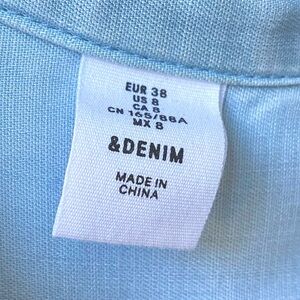 EUR 38
US 8
CA 8
CN 165/88A
MX 8
&DENIM
MADE IN
CHINA